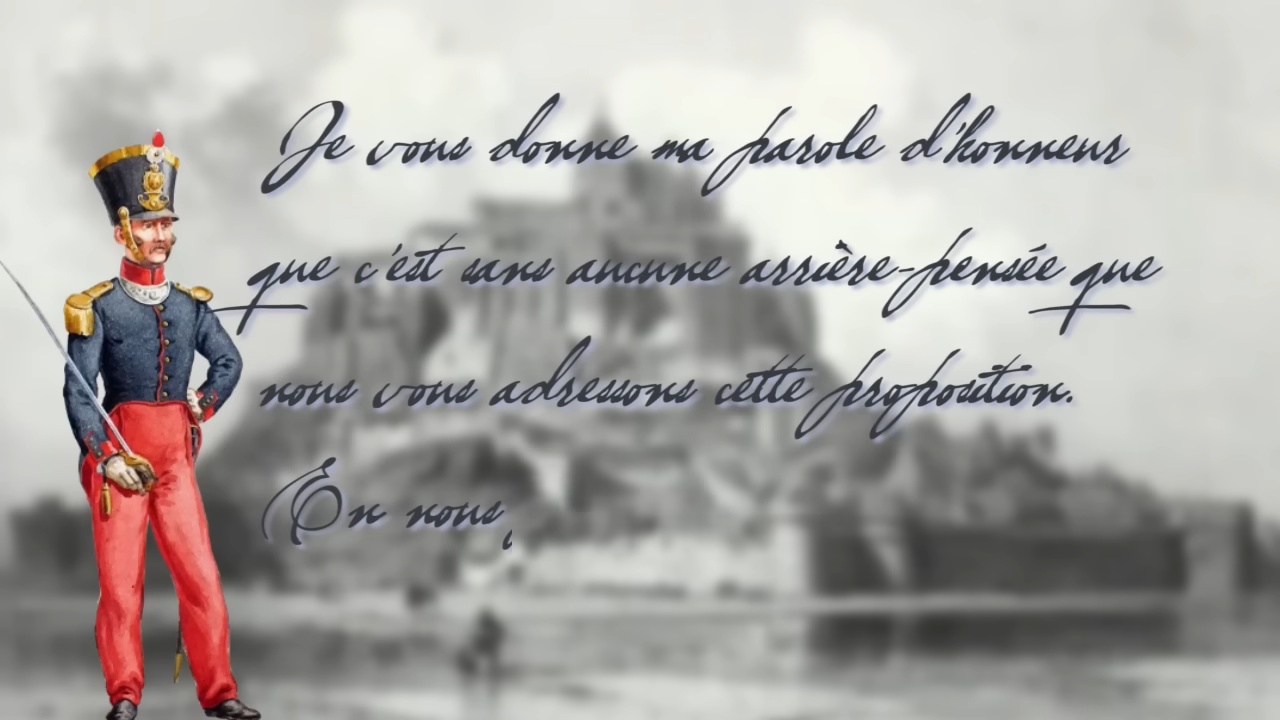 Je vous donne ma parole d'honneur
que c'est sans aucune arrière-pensée que
nous vous adressons cette proposition.
En nous